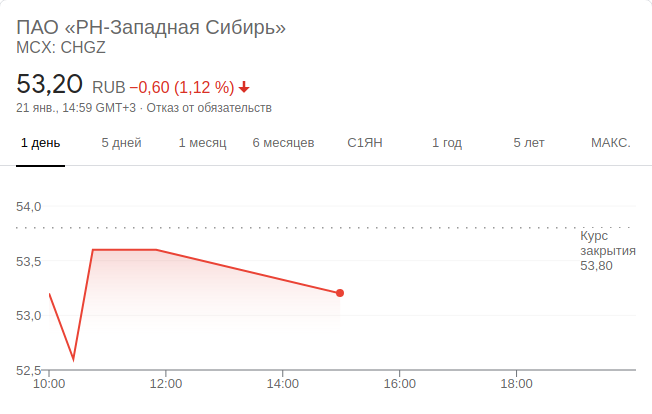 ПАО «РН-Западная Сибирь»
MCX: CHGZ
53,20 RUB −0,60 (1,12 %)
21 янв., 14:59 GMT+3 · Отказ от обязательств
1 день 5 дней 1 месяц 6 месяцев С1ЯН 1 год 5 лет МАКС.
54,0
Курс
закрытия
53,80
53,5
53,0
52,5
10:00 12:00 14:00 16:00 18:00